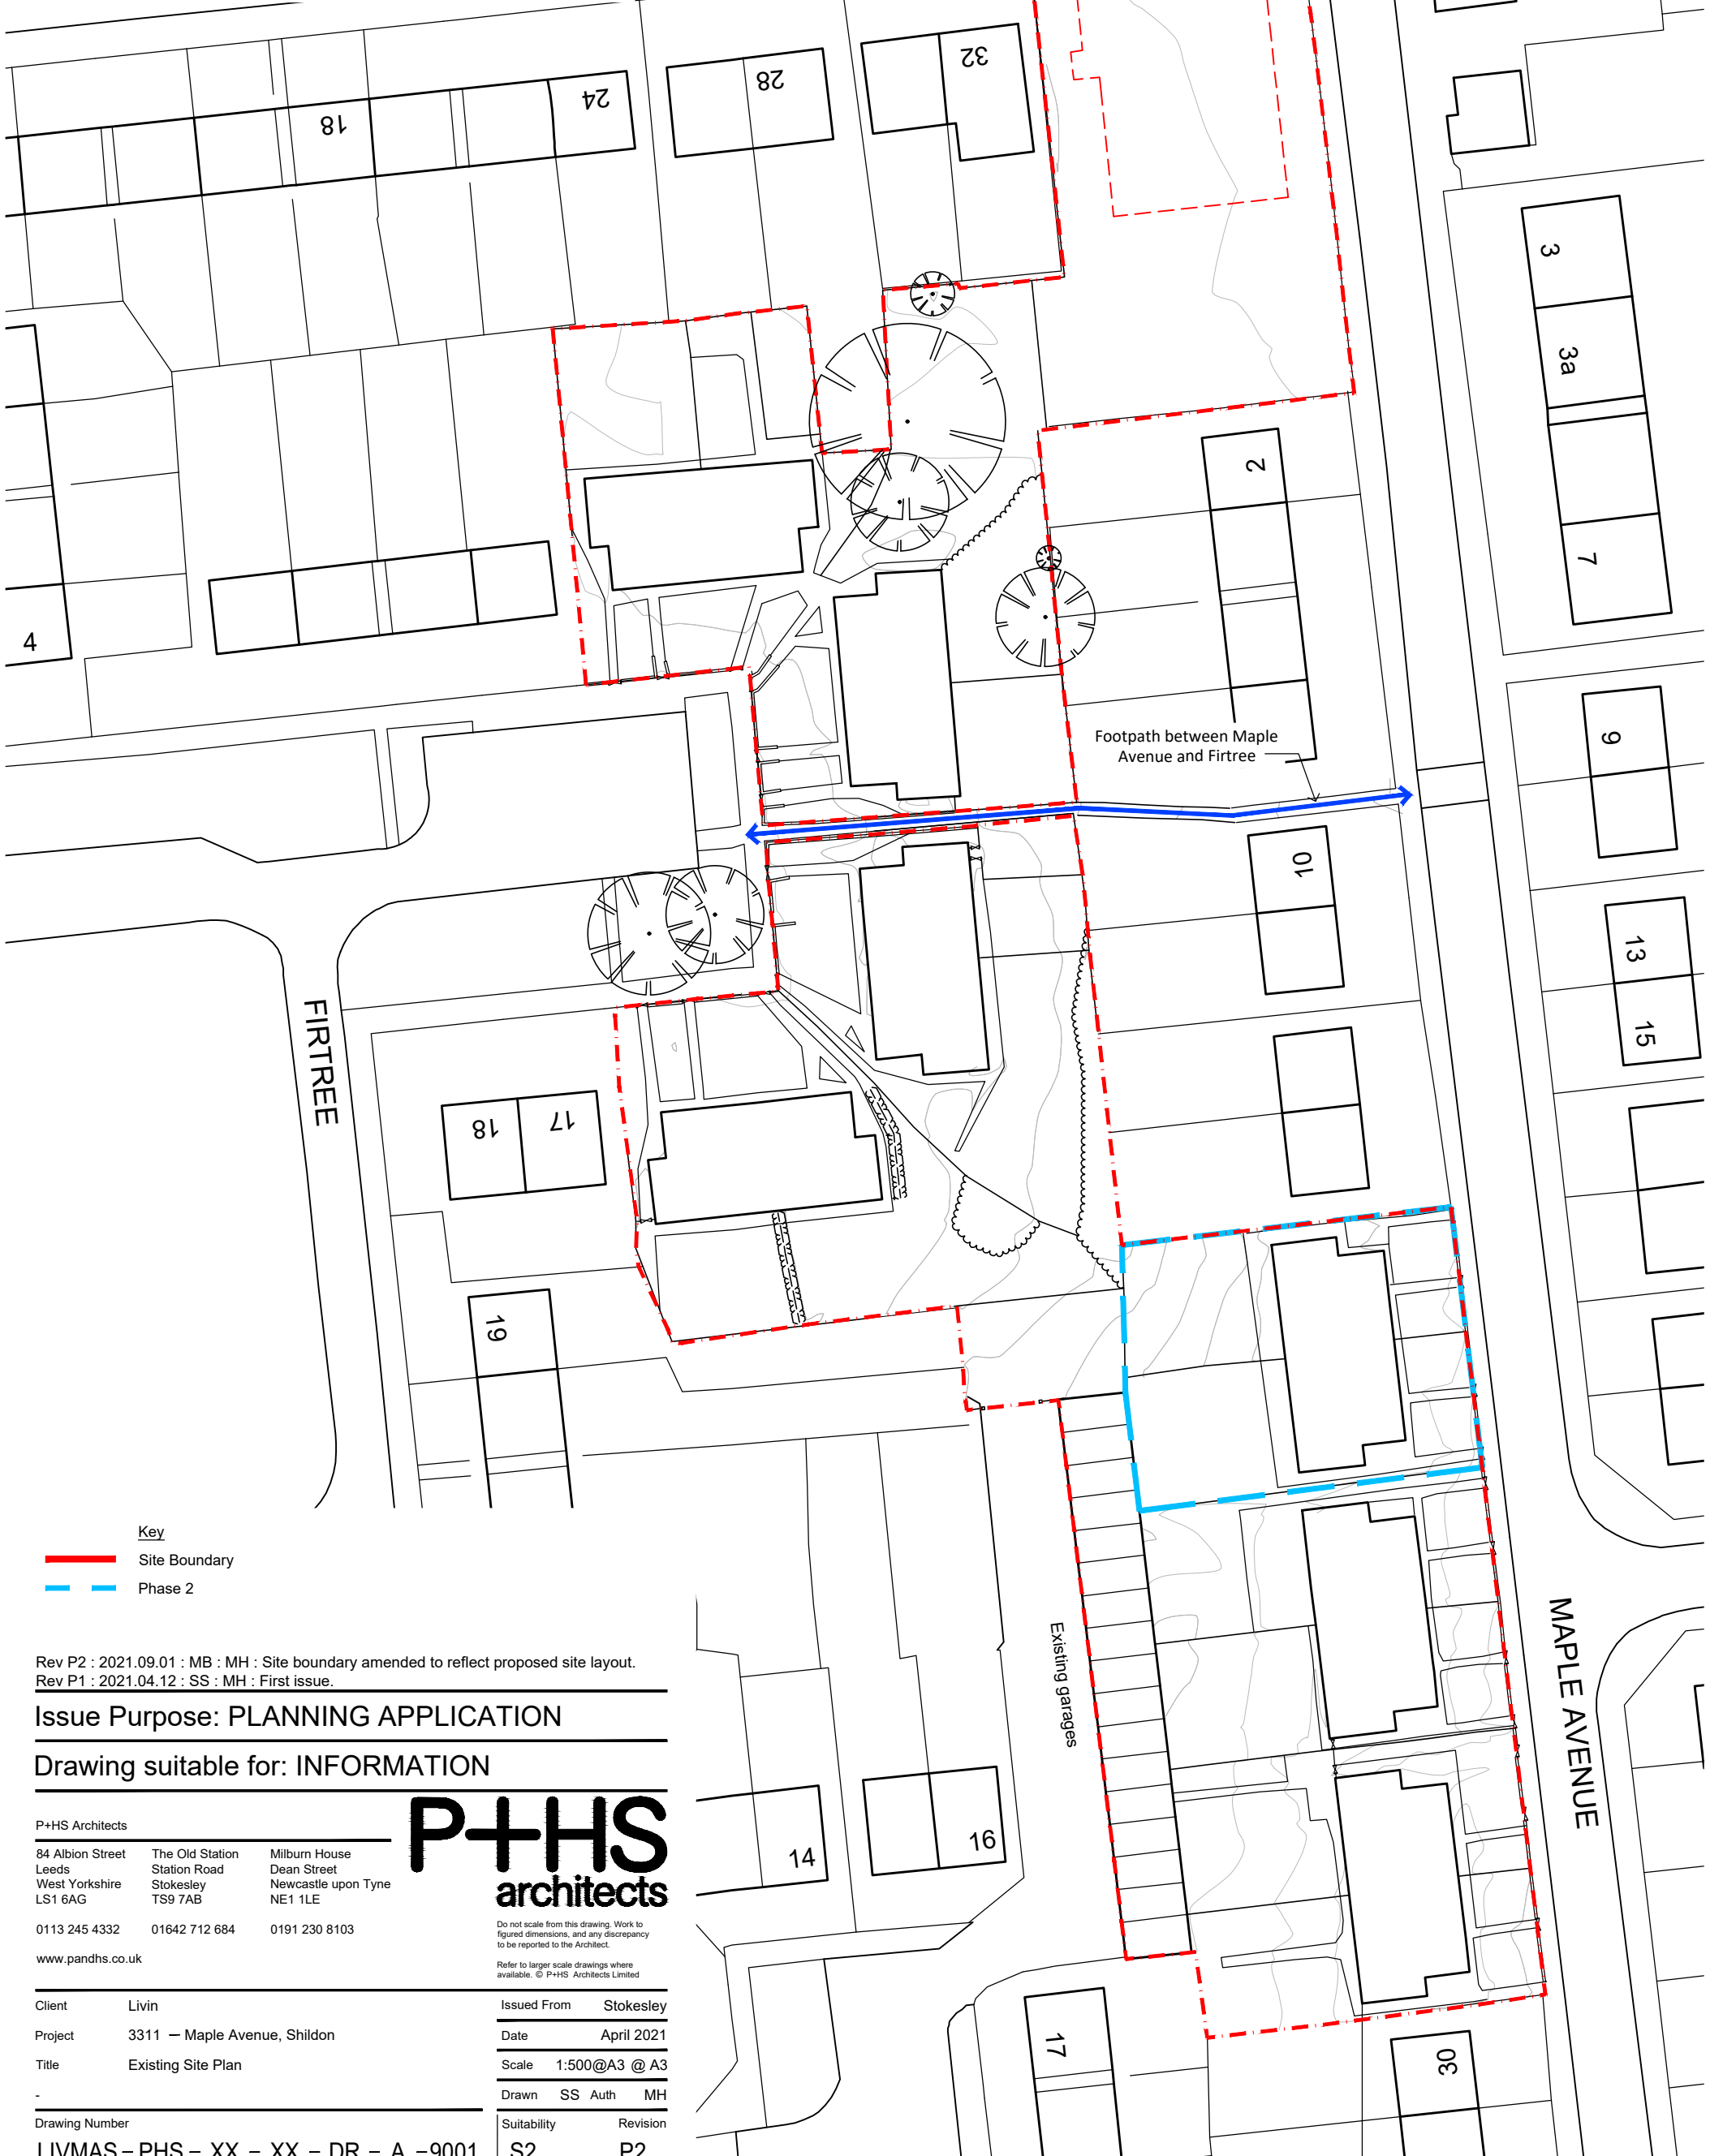 32
28
24
18
3
3a
7
2
4
Footpath between Maple
Avenue and Firtree
9
10
13
15
FIRTREE
18
17
19
Key
Site Boundary
Phase 2
Existing garages
MAPLE AVENUE
14
16
17
30
Rev P2 : 2021.09.01 : MB : MH : Site boundary amended to reflect proposed site layout.
Rev P1 : 2021.04.12 : SS : MH : First issue.
Issue Purpose: PLANNING APPLICATION
Drawing suitable for: INFORMATION
P+HS Architects
84 Albion Street
Leeds
West Yorkshire
LS1 6AG
0113 245 4332
The Old Station
Station Road
Stokesley
TS9 7AB
01642 712 684
Milburn House
Dean Street
Newcastle upon Tyne
NE1 1LE
0191 230 8103
www.pandhs.co.uk
P+HS
architects
Do not scale from this drawing. Work to
figured dimensions, and any discrepancy
to be reported to the Architect.
Refer to larger scale drawings where
available. © P+HS Architects Limited
Client Livin
Project 3311 – Maple Avenue, Shildon
Title Existing Site Plan
-
Issued From Stokesley
Date April 2021
Scale 1:500@A3 @ A3
Drawn SS Auth MH
Drawing Number
LIVMAS – PHS – XX – XX – DR – A – 9001
Suitability Revision
S2 P2